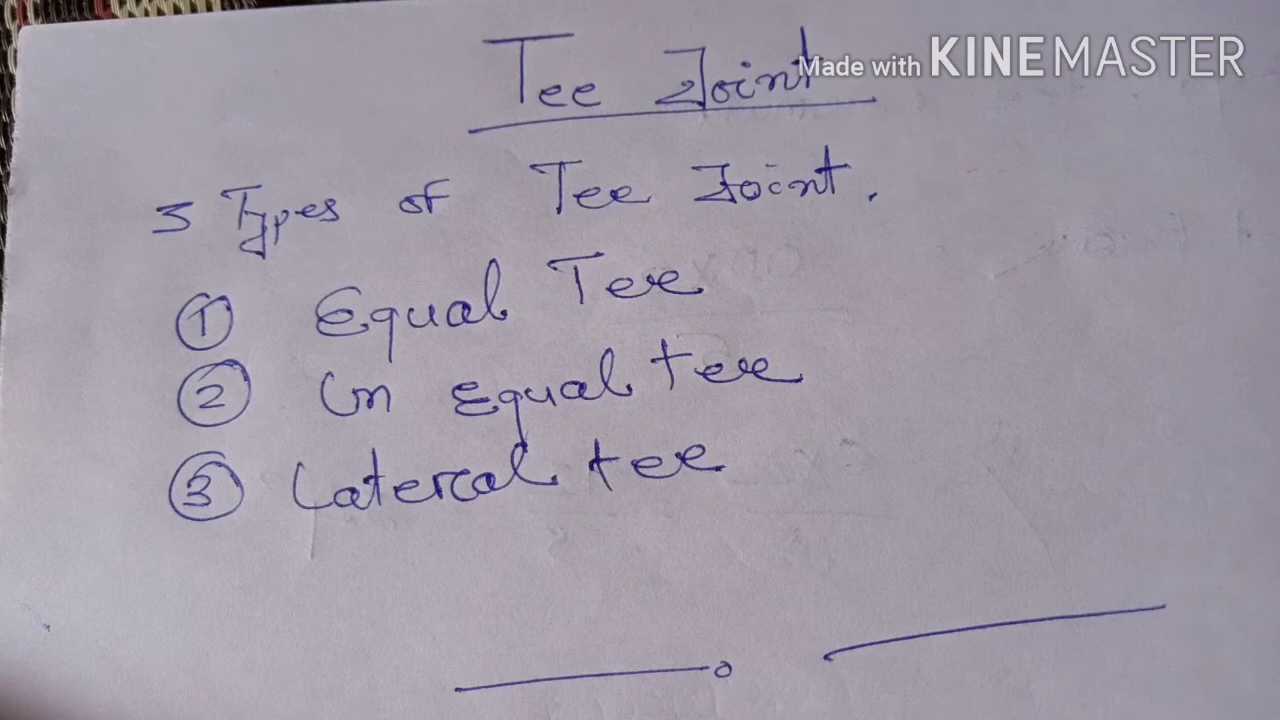 Tee Joint
Made with KINEMASTER
3 Types of Tee Joint.
① Equal Tee
② Un Equal tee
③ Lateral tee